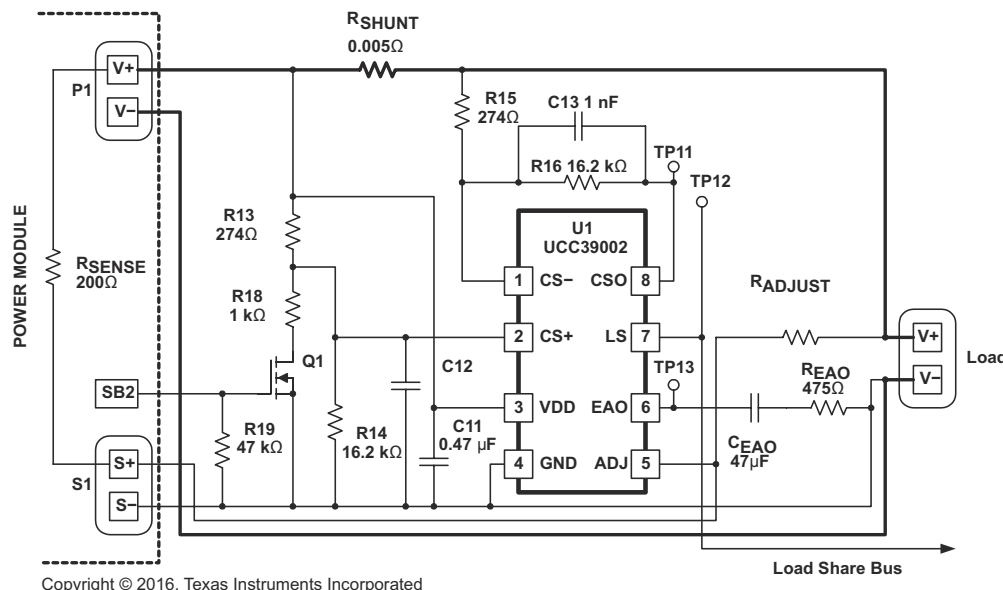 RSHUNT
0.005Ω
P1
V+
V−
R15
274Ω
C13 1 nF
R16 16.2 kΩ
TP11
TP12
POWER MODULE
RSENSE
200Ω
R13
274Ω
R18
1 kΩ
Q1
SB2
R19
47 kΩ
R14
16.2 kΩ
C12
C11
0.47 µF
U1
UCC39002
1 CS− CSO 8
2 CS+ LS 7
3 VDD EAO 6
4 GND ADJ 5
TP13
RADJUST
REAO
475Ω
CEAO
47µF
V+
V−
Load
S1
S+
S−
Load Share Bus
Copyright © 2016, Texas Instruments Incorporated